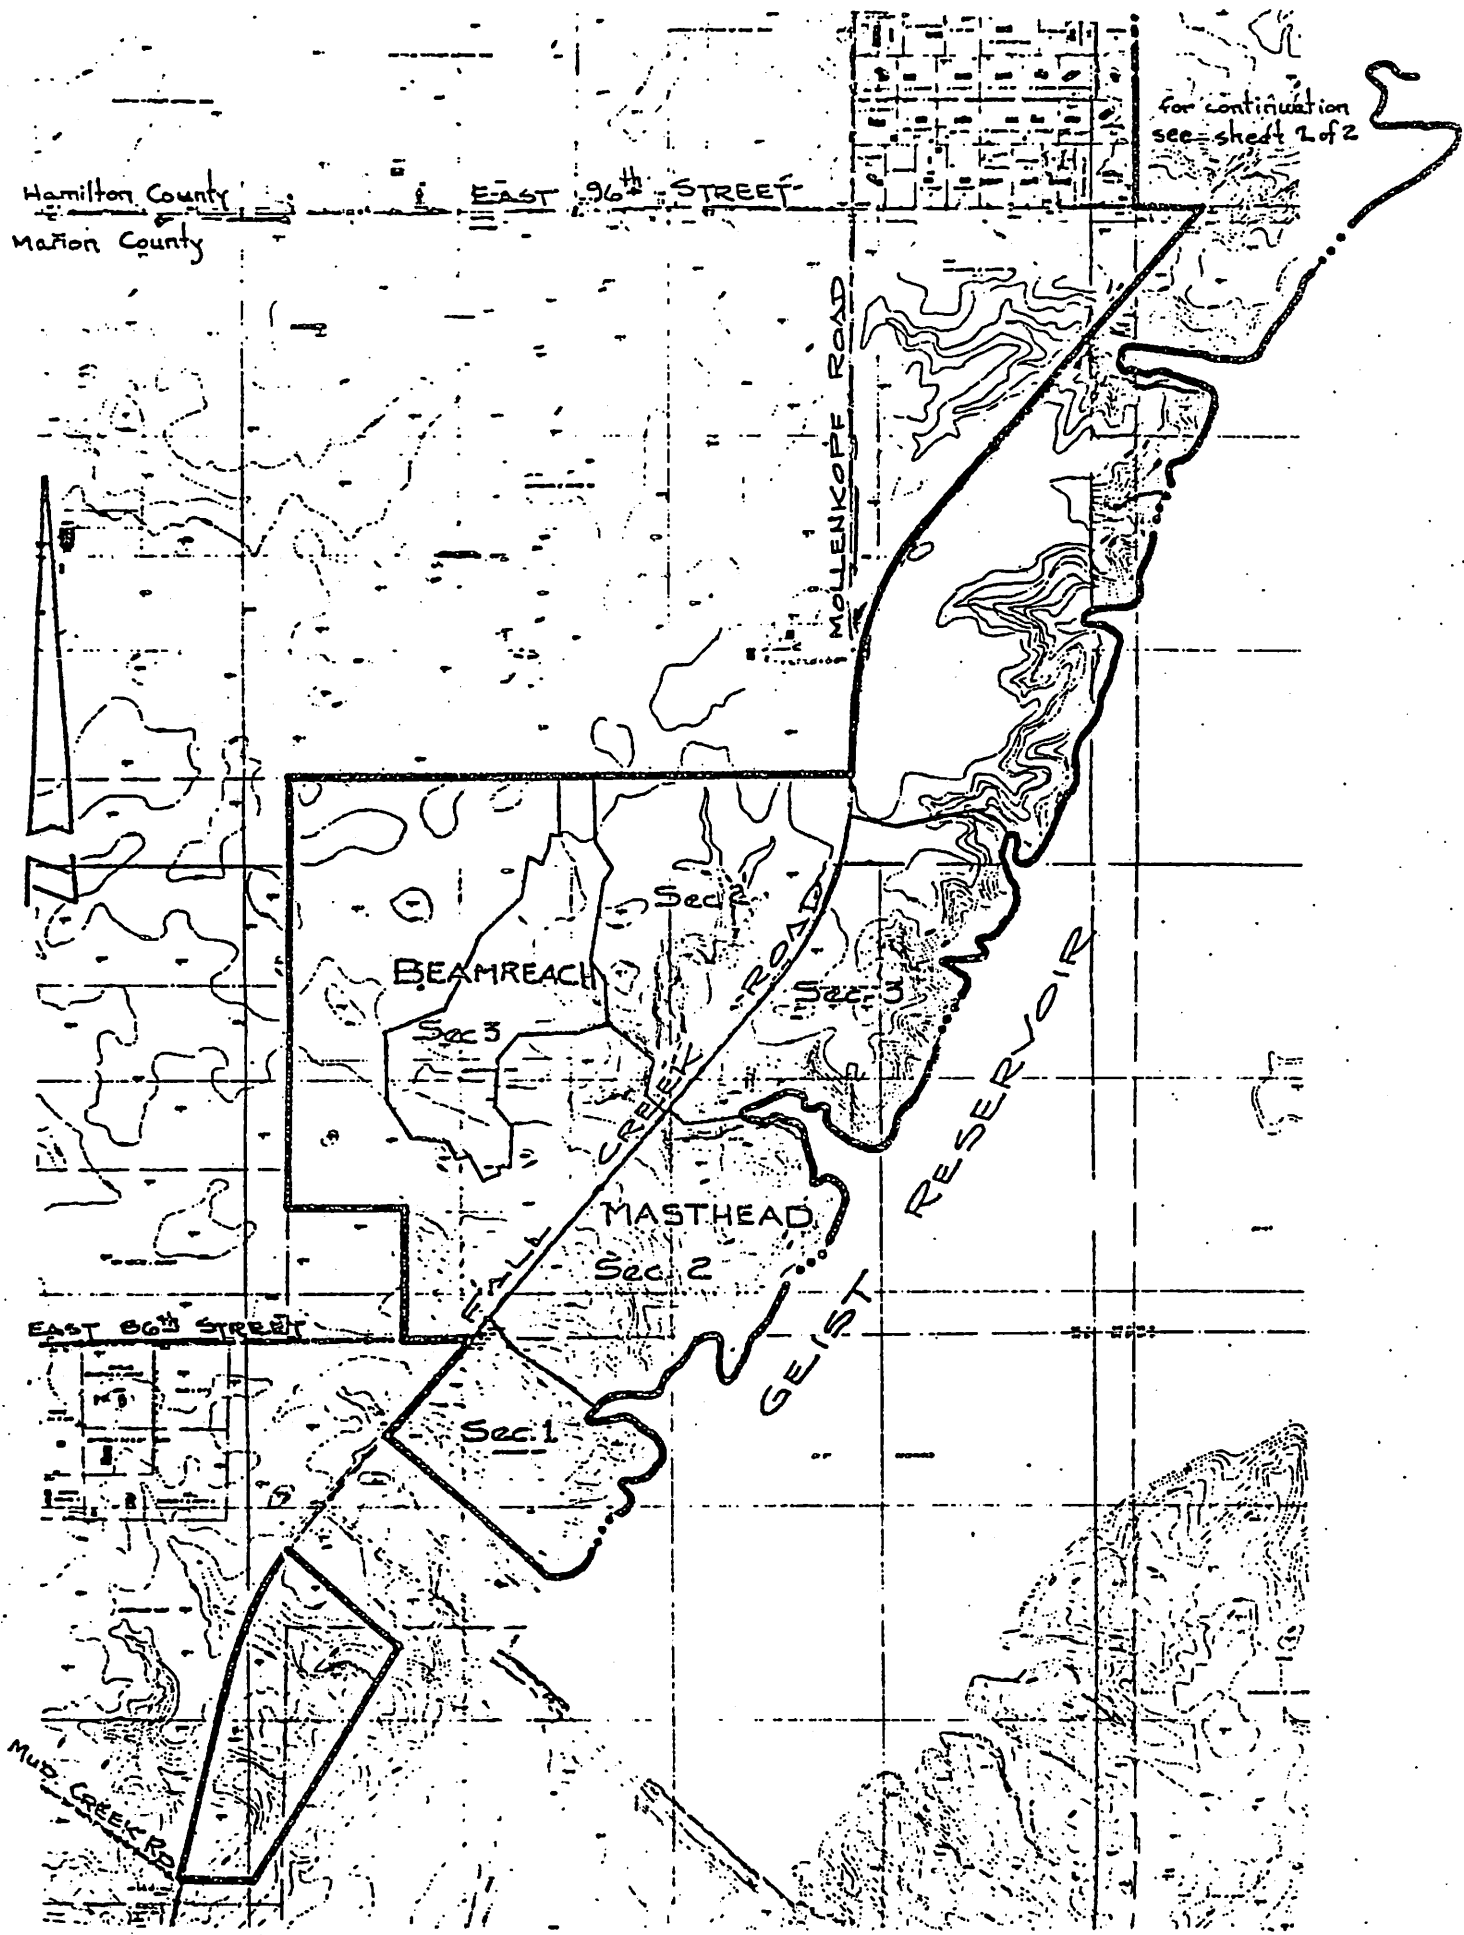 for continuation
see sheet 2 of 2
Hamilton County
EAST 96th STREET
Marion County
MOLLENKOPF ROAD
N
Sec 2
BEAMREACH
Sec 3
Sec. 3
FALL CREEK ROAD
MASTHEAD
Sec. 2
GEIST RESERVOIR
EAST 86th STREET
Sec. 1
MUD CREEK RD.